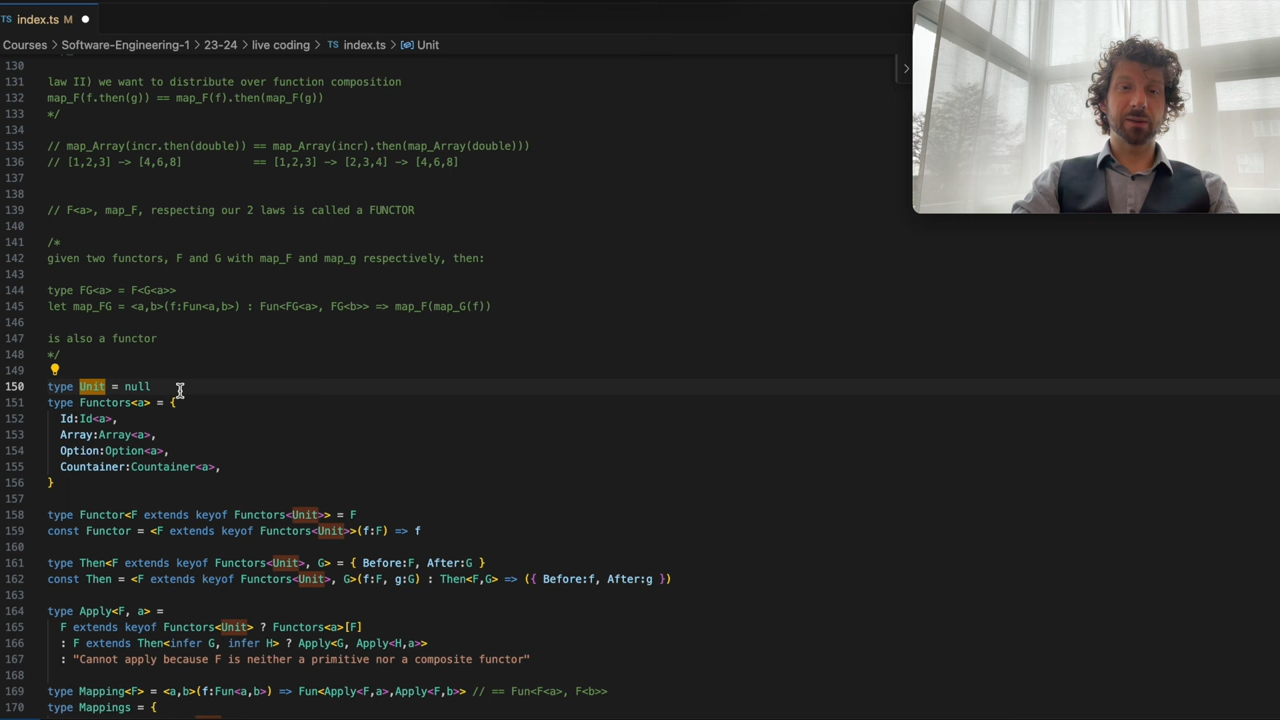 TS index.ts M
Courses > Software-Engineering-1 > 23-24 > live coding > TS index.ts > Unit
130
131 law II) we want to distribute over function composition
132 map_F(f.then(g)) == map_F(f).then(map_F(g))
133 */
134
135 // map_Array(incr.then(double)) == map_Array(incr).then(map_Array(double)))
136 // [1,2,3] -> [4,6,8]           == [1,2,3] -> [2,3,4] -> [4,6,8]
137
138
139 // F<a>, map_F, respecting our 2 laws is called a FUNCTOR
140
141 /*
142 given two functors, F and G with map_F and map_g respectively, then:
143
144 type FG<a> = F<G<a>>
145 let map_FG = <a,b>(f:Fun<a,b>) : Fun<FG<a>, FG<b>> => map_F(map_G(f))
146
147 is also a functor
148 */
149
150 type Unit = null
151 type Functors<a> = {
152   Id:Id<a>,
153   Array:Array<a>,
154   Option:Option<a>,
155   Countainer:Countainer<a>,
156 }
157
158 type Functor<F extends keyof Functors<Unit>> = F
159 const Functor = <F extends keyof Functors<Unit>>(f:F) => f
160
161 type Then<F extends keyof Functors<Unit>, G> = { Before:F, After:G }
162 const Then = <F extends keyof Functors<Unit>, G>(f:F, g:G) : Then<F,G> => ({ Before:f, After:g })
163
164 type Apply<F, a> =
165   F extends keyof Functors<Unit> ? Functors<a>[F]
166   : F extends Then<infer G, infer H> ? Apply<G, Apply<H,a>>
167   : "Cannot apply because F is neither a primitive nor a composite functor"
168
169 type Mapping<F> = <a,b>(f:Fun<a,b>) => Fun<Apply<F,a>,Apply<F,b>> // == Fun<F<a>, F<b>>
170 type Mappings = {